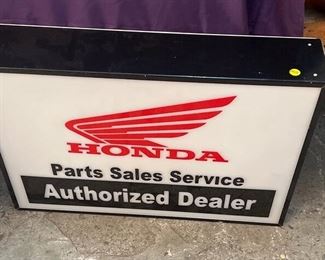 HONDA
Parts Sales Service
Authorized Dealer